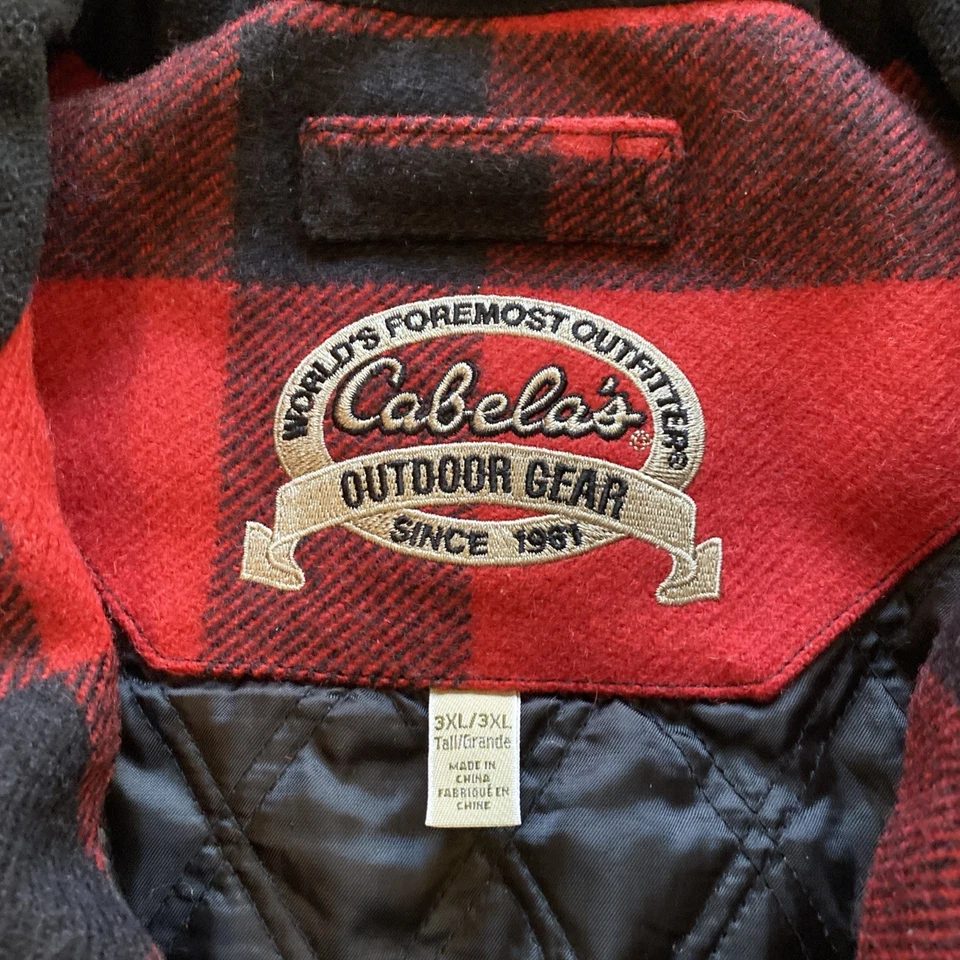 WORLD'S FOREMOST OUTFITTERS
Cabela's®
OUTDOOR GEAR
SINCE 1961
3XL/3XL
Tall/Grande
MADE IN
CHINA
FABRIQUÉ EN
CHINE